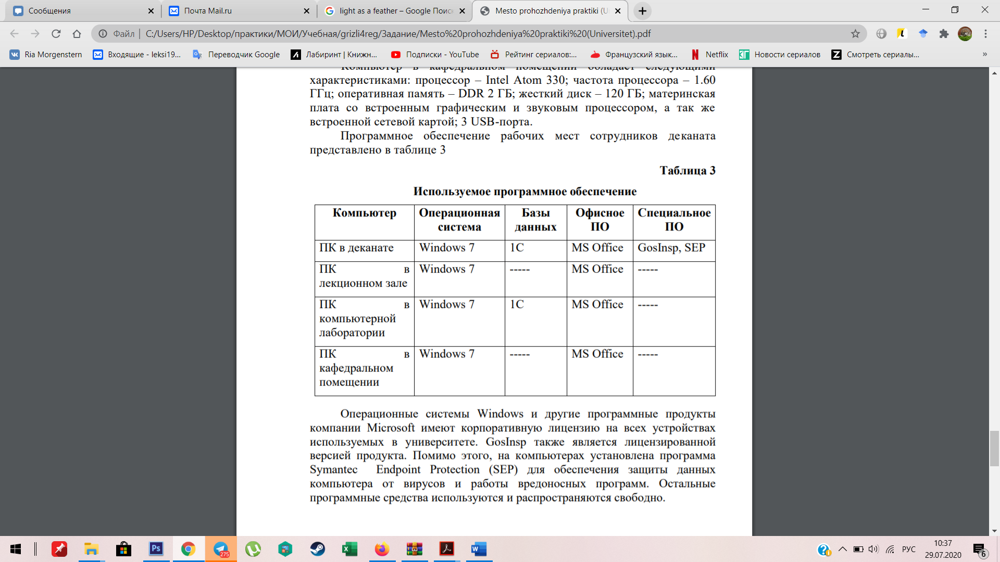 Сообщения
Почта Mail.ru
light as a feather – Google Поиск
Mesto prohozhdeniya praktiki (U
Файл | C:/Users/HP/Desktop/практики/МОИ/Учебная/grizli4reg/Задание/Mesto%20prohozhdeniya%20praktiki%20(Universitet).pdf
Ria Morgenstern
Входящие - leksi19...
Переводчик Google
Лабиринт | Книжн...
Подписки - YouTube
Рейтинг сериалов:...
Французский язык...
Netflix
Новости сериалов
Смотреть сериалы...
»
Компьютер в кафедральном помещении обладает следующими
характеристиками: процессор – Intel Atom 330; частота процессора – 1.60
ГГц; оперативная память – DDR 2 ГБ; жесткий диск – 120 ГБ; материнская
плата со встроенным графическим и звуковым процессором, а так же
встроенной сетевой картой; 3 USB-порта.
Программное обеспечение рабочих мест сотрудников деканата
представлено в таблице 3
Таблица 3
Используемое программное обеспечение
Компьютер Операционная система Базы данных Офисное ПО Специальное ПО
ПК в деканате Windows 7 1С MS Office GosInsp, SEP
ПК в Windows 7 ----- MS Office -----
лекционном зале
ПК в Windows 7 1С MS Office -----
компьютерной
лаборатории
ПК в Windows 7 ----- MS Office -----
кафедральном
помещении
Операционные системы Windows и другие программные продукты
компании Microsoft имеют корпоративную лицензию на всех устройствах
используемых в университете. GosInsp также является лицензированной
версией продукта. Помимо этого, на компьютерах установлена программа
Symantec Endpoint Protection (SEP) для обеспечения защиты данных
компьютера от вирусов и работы вредоносных программ. Остальные
программные средства используются и распространяются свободно.
Ps
275
РУС
10:37
29.07.2020
6